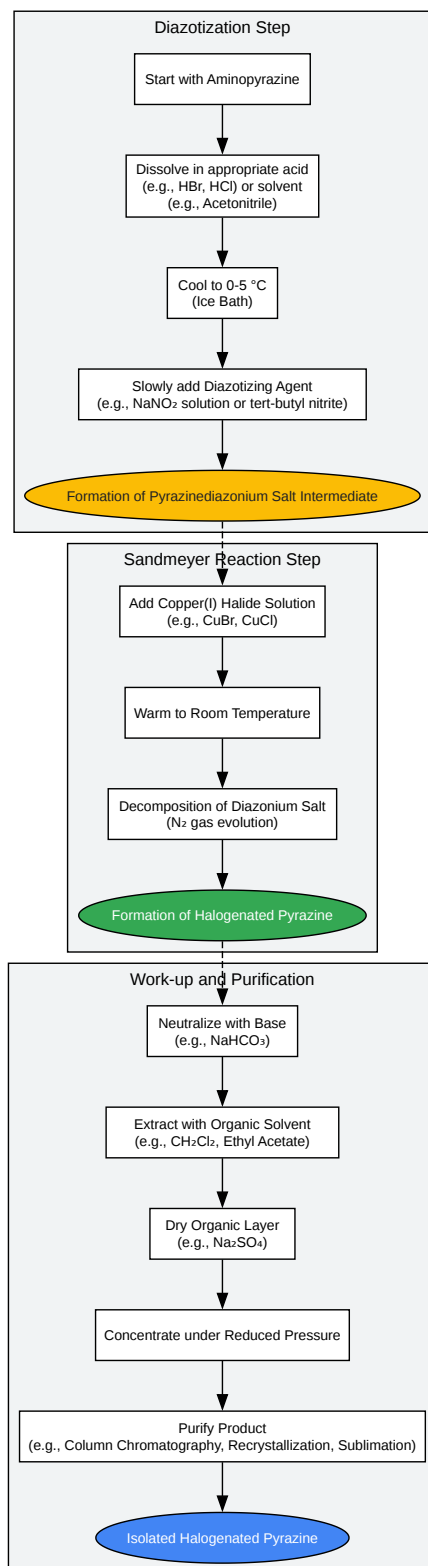 Diazotization Step
Start with Aminopyrazine
Dissolve in appropriate acid
(e.g., HBr, HCl) or solvent
(e.g., Acetonitrile)
Cool to 0-5 °C
(Ice Bath)
Slowly add Diazotizing Agent
(e.g., NaNO₂ solution or tert-butyl nitrite)
Formation of Pyrazinediazonium Salt Intermediate
Sandmeyer Reaction Step
Add Copper(I) Halide Solution
(e.g., CuBr, CuCl)
Warm to Room Temperature
Decomposition of Diazonium Salt
(N₂ gas evolution)
Formation of Halogenated Pyrazine
Work-up and Purification
Neutralize with Base
(e.g., NaHCO₃)
Extract with Organic Solvent
(e.g., CH₂Cl₂, Ethyl Acetate)
Dry Organic Layer
(e.g., Na₂SO₄)
Concentrate under Reduced Pressure
Purify Product
(e.g., Column Chromatography, Recrystallization, Sublimation)
Isolated Halogenated Pyrazine